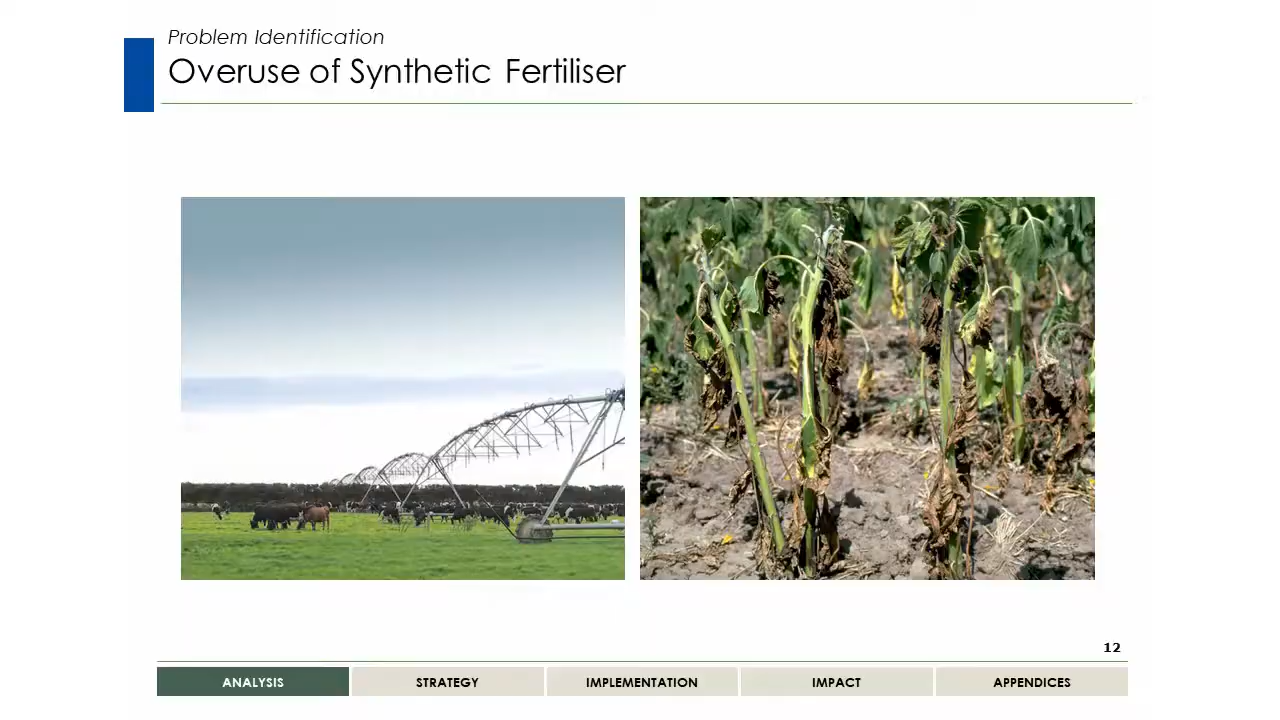 Problem Identification
Overuse of Synthetic Fertiliser
12
ANALYSIS
STRATEGY
IMPLEMENTATION
IMPACT
APPENDICES